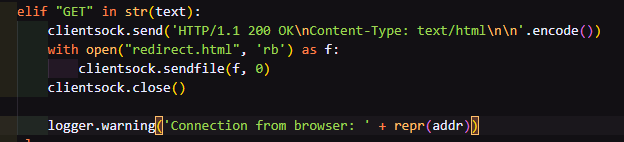 elif "GET" in str(text):
clientsock.send('HTTP/1.1 200 OK\nContent-Type: text/html\n\n'.encode())
with open("redirect.html", 'rb') as f:
clientsock.sendfile(f, 0)
clientsock.close()
logger.warning('Connection from browser: ' + repr(addr))